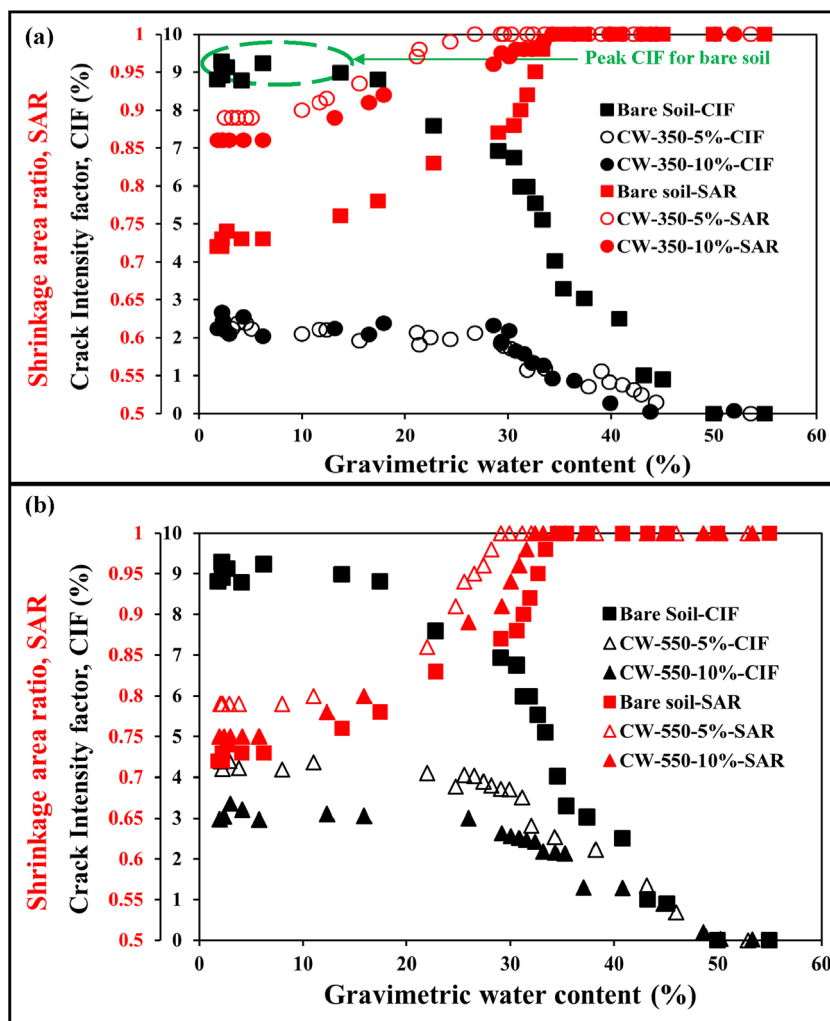 (a)
Shrinkage area ratio, SAR
Crack Intensity factor, CIF (%)
1
0.95
0.9
0.85
0.8
0.75
0.7
0.65
0.6
0.55
0.5
10
9
8
7
6
5
4
3
2
1
0
Peak CIF for bare soil
Bare Soil-CIF
CW-350-5%-CIF
CW-350-10%-CIF
Bare soil-SAR
CW-350-5%-SAR
CW-350-10%-SAR
0 10 20 30 40 50 60
Gravimetric water content (%)
(b)
Shrinkage area ratio, SAR
Crack Intensity factor, CIF (%)
1
0.95
0.9
0.85
0.8
0.75
0.7
0.65
0.6
0.55
0.5
10
9
8
7
6
5
4
3
2
1
0
Bare Soil-CIF
CW-550-5%-CIF
CW-550-10%-CIF
Bare soil-SAR
CW-550-5%-SAR
CW-550-10%-SAR
0 10 20 30 40 50 60
Gravimetric water content (%)